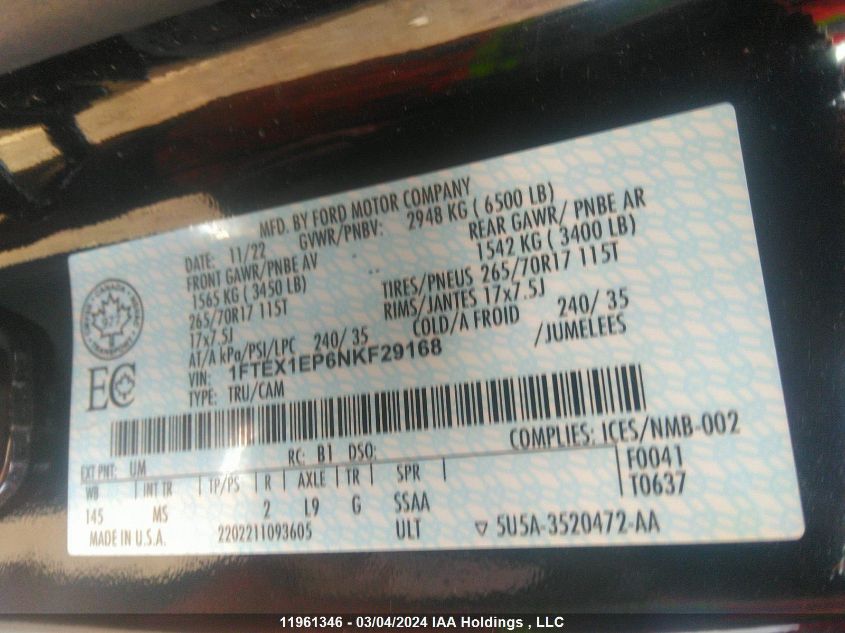 MFD. BY FORD MOTOR COMPANY
DATE: 11/22 GVWR/PNBV: 2948 KG ( 6500 LB)
FRONT GAWR/PNBE AV REAR GAWR/ PNBE AR
1565 KG ( 3450 LB) 1542 KG ( 3400 LB)
265/70R17 115T TIRES/PNEUS 265/70R17 115T
17x7.5J RIMS/JANTES 17x7.5J
AT/A kPa/PSI/LPC 240/ 35 COLD/A FROID 240/ 35
VIN: 1FTEX1EP6NKF29168 /JUMELEES
TYPE: TRU/CAM
CANADA
TRANSPORT
EC
COMPLIES: ICES/NMB-002
EXT PNT: UM RC: B1 DSO:
WB INT TR TP/PS R AXLE TR SPR F0041
145 MS 2 L9 G SSAA T0637
MADE IN U.S.A. 2202211093605 ULT 5U5A-3520472-AA
11961346 - 03/04/2024 IAA Holdings , LLC